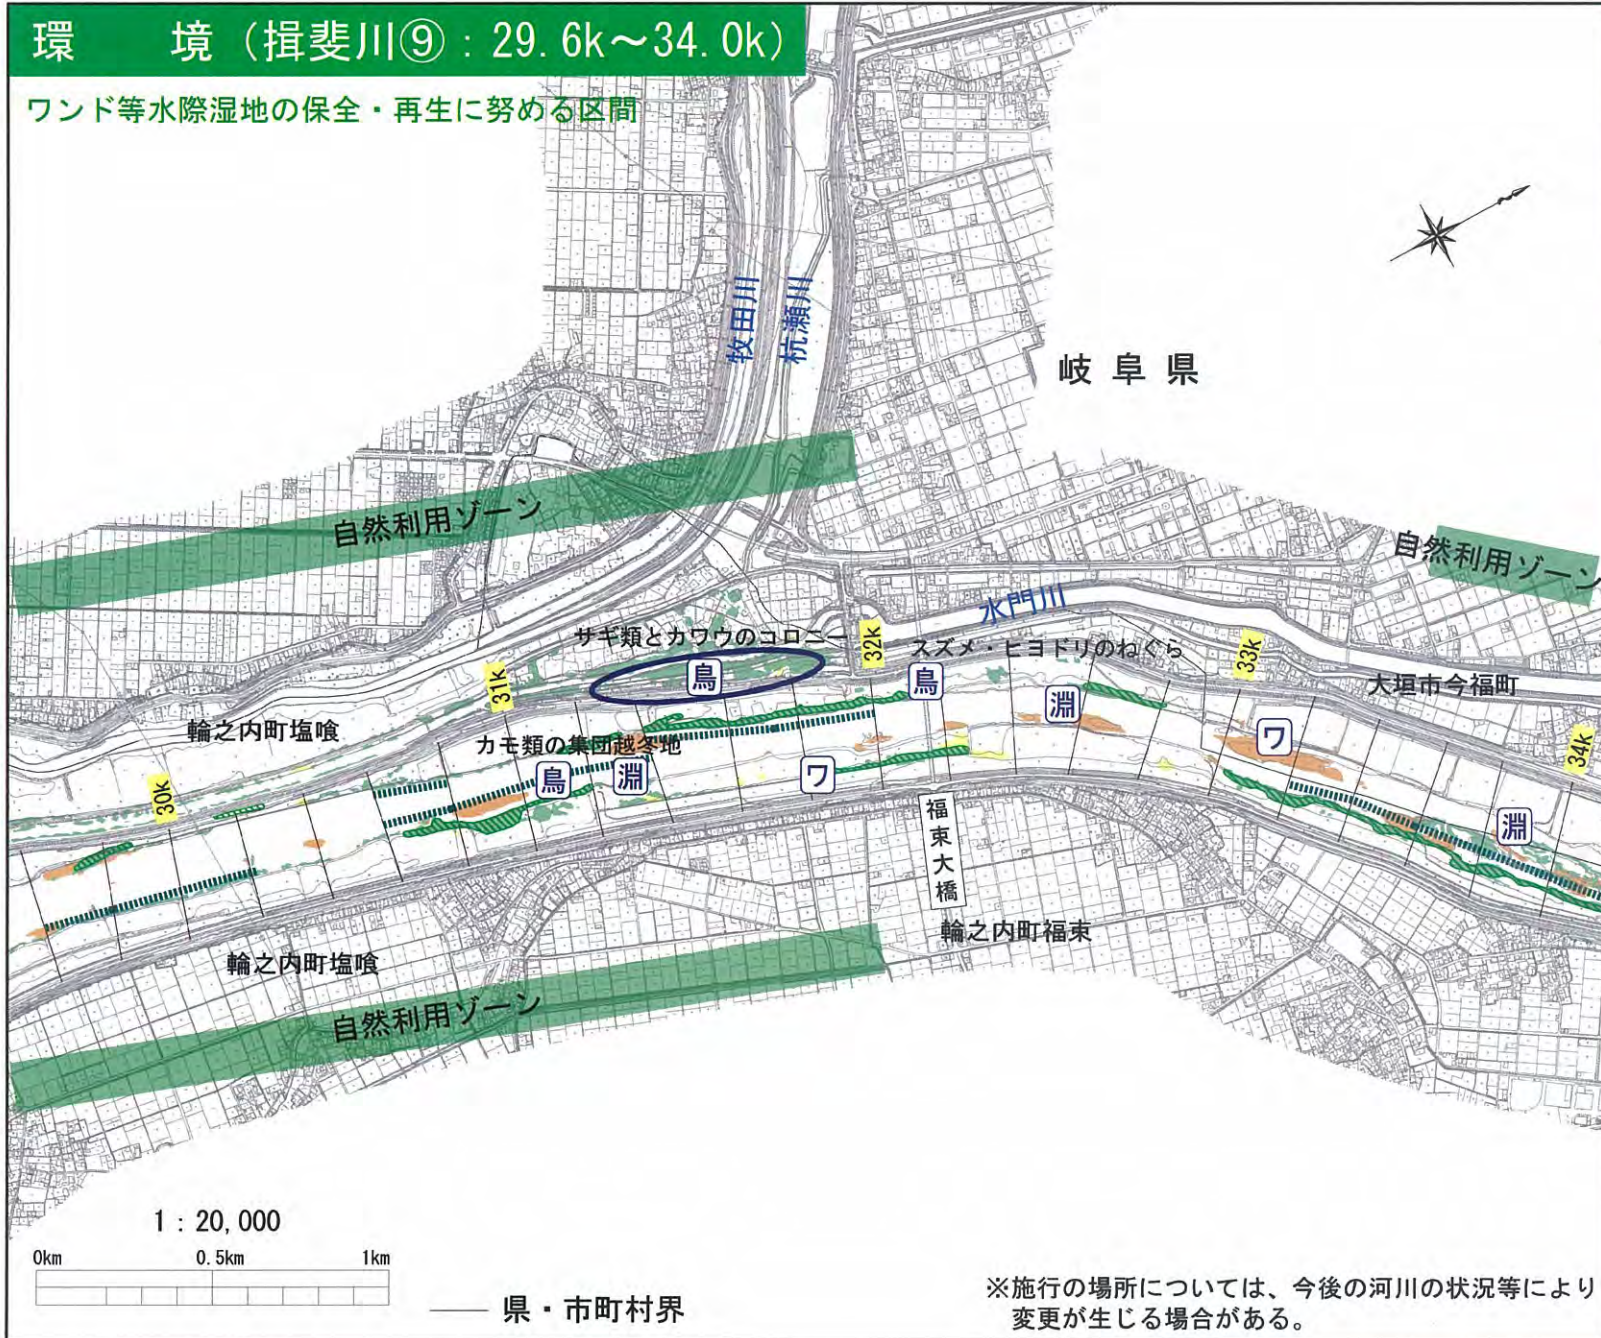 環 境（揖斐川⑨：29.6k～34.0k）
ワンド等水際湿地の保全・再生に努める区間
牧田川
杭瀬川
岐阜県
自然利用ゾーン
自然利用ゾーン
水門川
サギ類とカワウのコロニー
32k
スズメ・ヒヨドリのねぐら
33k
鳥
鳥
31k
大垣市今福町
輪之内町塩喰
淵
ワ
34k
カモ類の集団越冬地
鳥
淵
ワ
30k
福束大橋
淵
輪之内町福束
輪之内町塩喰
自然利用ゾーン
1：20,000
0km 0.5km 1km
県・市町村界
※施行の場所については、今後の河川の状況等により
変更が生じる場合がある。